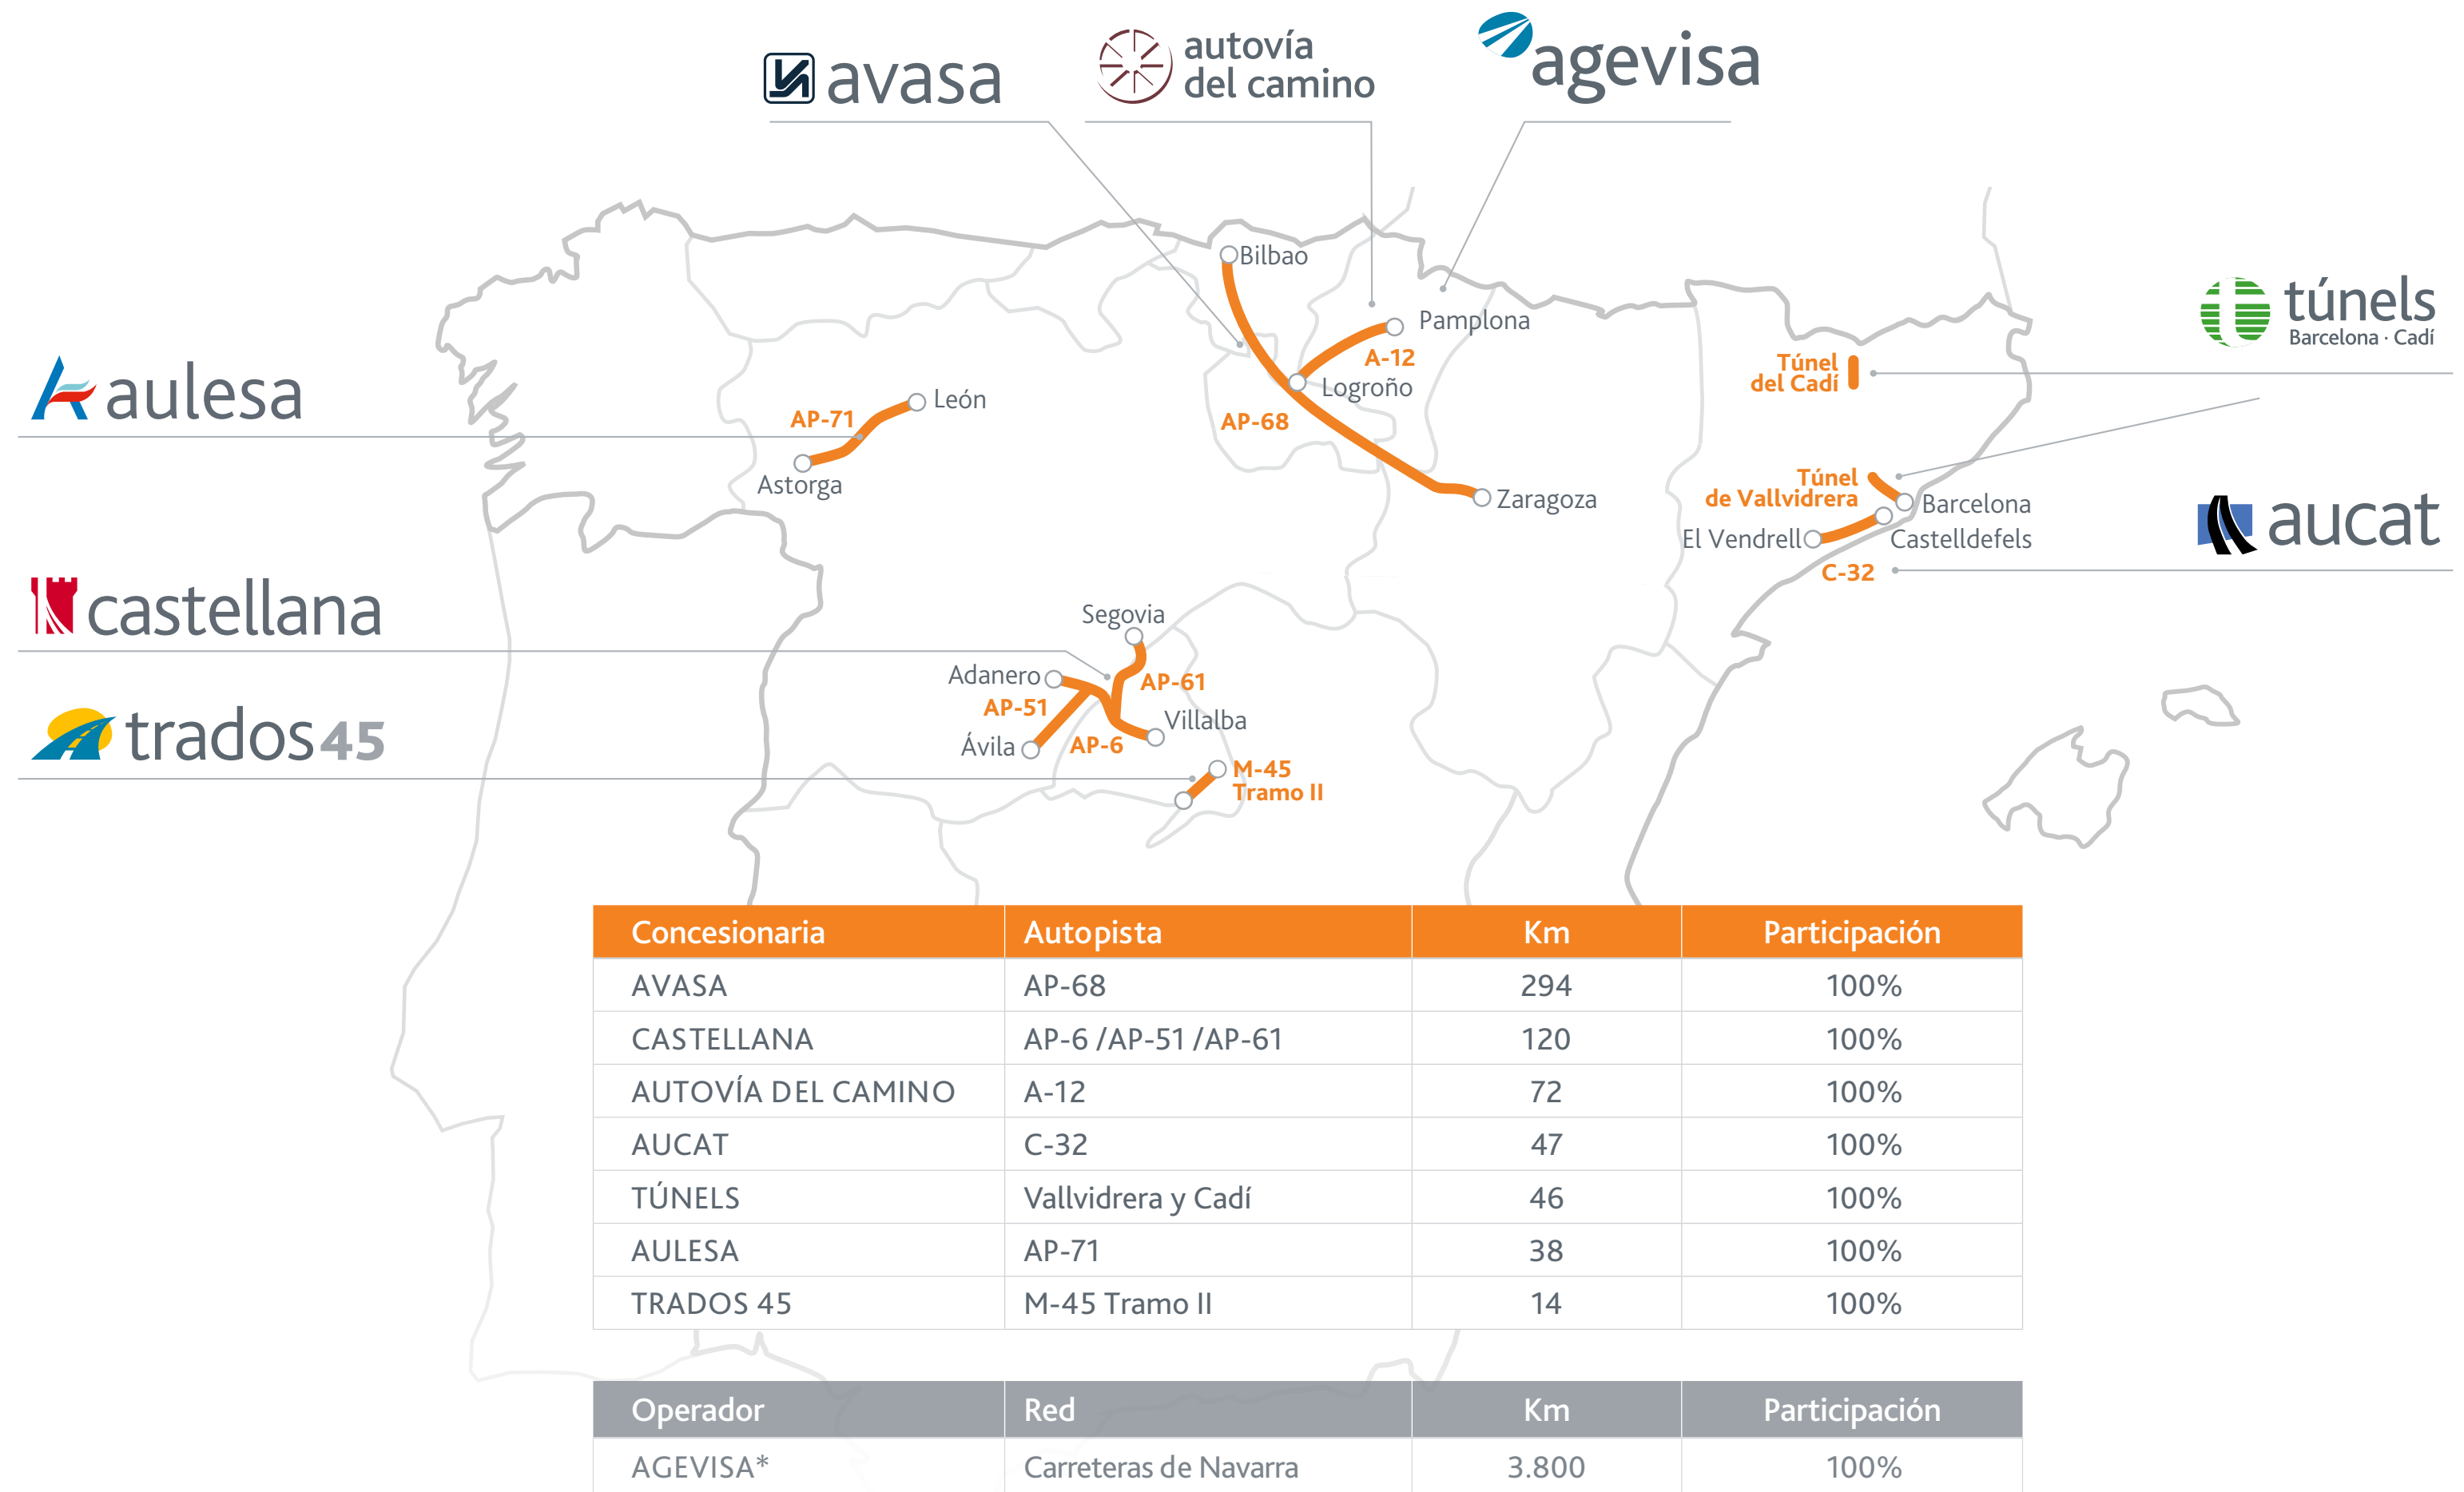 avasa
autovía
del camino
agevisa
Bilbao
Pamplona
A-12
Logroño
AP-68
Zaragoza
túnels
Barcelona · Cadí
Túnel
del Cadí
aulesa
León
AP-71
Astorga
Túnel
de Vallvidrera
Barcelona
El Vendrell
Castelldefels
C-32
aucat
castellana
Segovia
Adanero
AP-61
AP-51
Villalba
Ávila
AP-6
trados45
M-45
Tramo II
Concesionaria Autopista Km Participación
AVASA AP-68 294 100%
CASTELLANA AP-6 /AP-51 /AP-61 120 100%
AUTOVÍA DEL CAMINO A-12 72 100%
AUCAT C-32 47 100%
TÚNELS Vallvidrera y Cadí 46 100%
AULESA AP-71 38 100%
TRADOS 45 M-45 Tramo II 14 100%
Operador Red Km Participación
AGEVISA* Carreteras de Navarra 3.800 100%